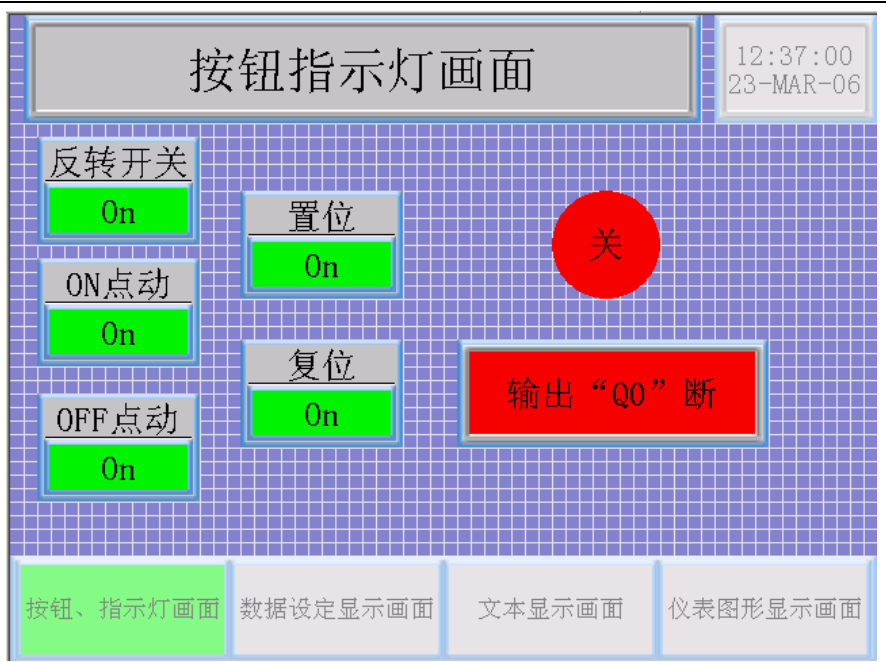 按钮指示灯画面
12:37:00
23-MAR-06
反转开关
On
置位
On
关
ON点动
On
复位
On
输出“Q0”断
OFF点动
On
按钮、指示灯画面
数据设定显示画面
文本显示画面
仪表图形显示画面